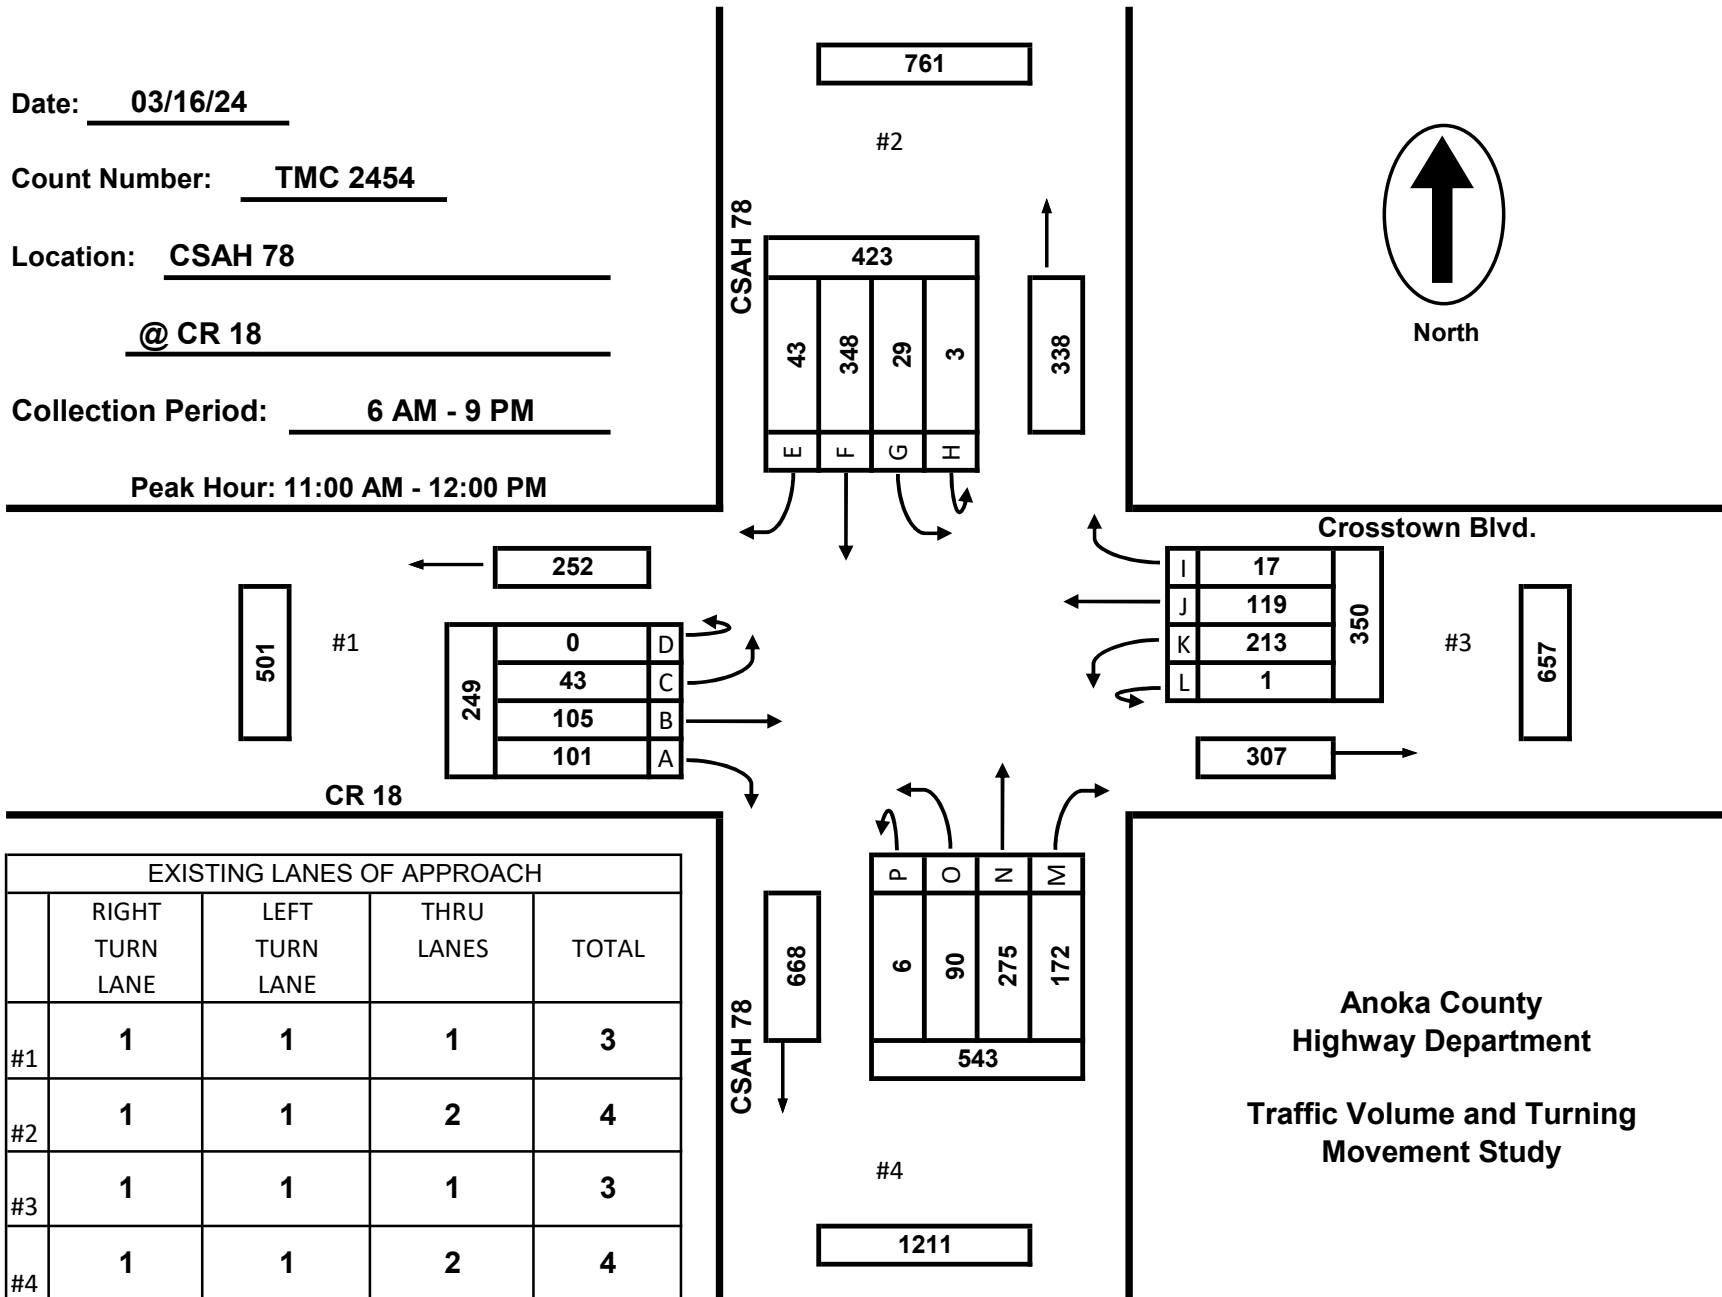 Date: 03/16/24
Count Number: TMC 2454
Location: CSAH 78
@ CR 18
Collection Period: 6 AM - 9 PM
Peak Hour: 11:00 AM - 12:00 PM
761
#2
CSAH 78
423
43 348 29 3
E F G H
338
North
Crosstown Blvd.
252
501
#1
249
0 D
43 C
105 B
101 A
CR 18
I 17
J 119
K 213
L 1
350
#3
657
307
P O N M
6 90 275 172
543
668
CSAH 78
#4
1211
EXISTING LANES OF APPROACH
RIGHT LEFT THRU
TURN TURN LANES TOTAL
LANE LANE
#1 1 1 1 3
#2 1 1 2 4
#3 1 1 1 3
#4 1 1 2 4
Anoka County
Highway Department
Traffic Volume and Turning
Movement Study